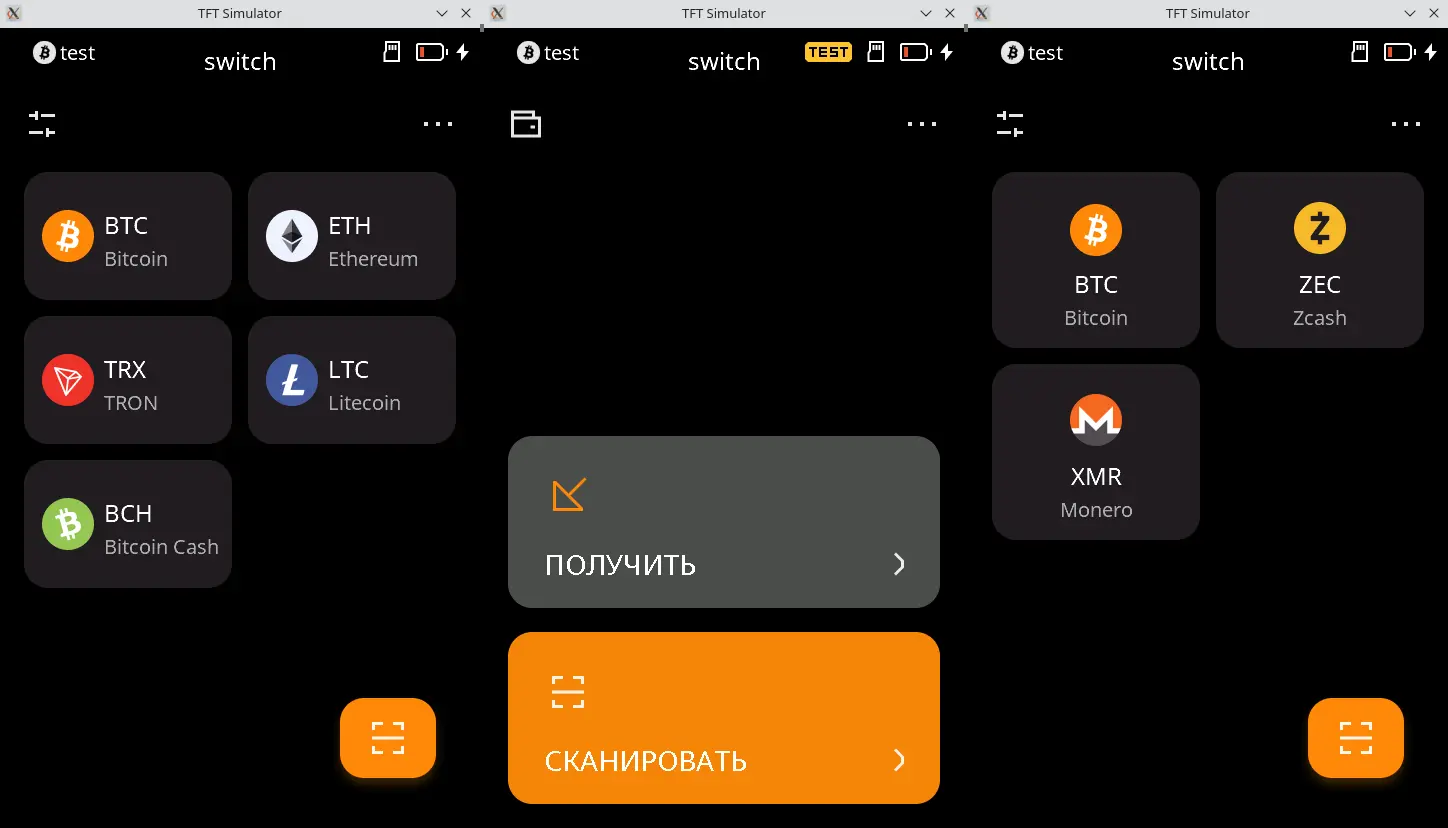 TFT Simulator
test
switch
BTC
Bitcoin
ETH
Ethereum
TRX
TRON
LTC
Litecoin
BCH
Bitcoin Cash
TFT Simulator
test
TEST
switch
ПОЛУЧИТЬ
СКАНИРОВАТЬ
TFT Simulator
test
switch
BTC
Bitcoin
ZEC
Zcash
XMR
Monero